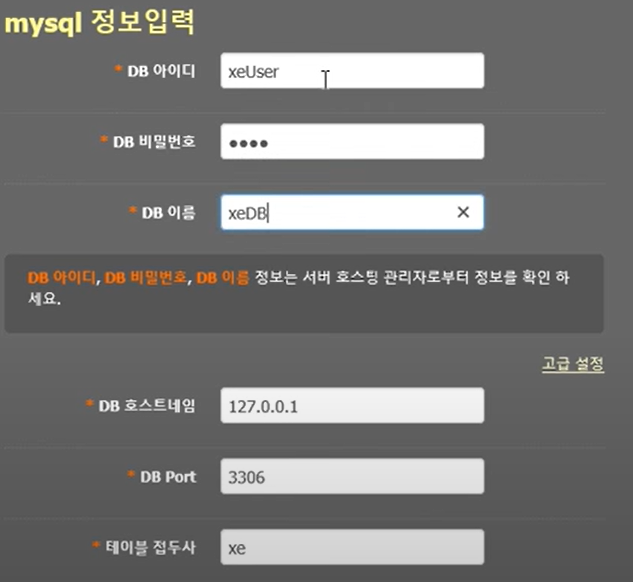 mysql 정보입력
* DB 아이디 xeUser
* DB 비밀번호 ●●●●
* DB 이름 xeDB ×
DB 아이디, DB 비밀번호, DB 이름 정보는 서버 호스팅 관리자로부터 정보를 확인 하
세요.
고급 설정
* DB 호스트네임 127.0.0.1
* DB Port 3306
* 테이블 접두사 xe